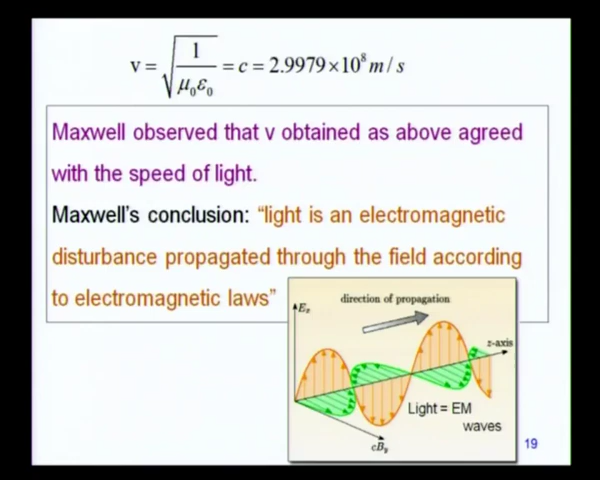 v = √(1/μ₀ε₀) = c = 2.9979×10⁸ m/s
Maxwell observed that v obtained as above agreed
with the speed of light.
Maxwell's conclusion: "light is an electromagnetic
disturbance propagated through the field according
to electromagnetic laws"
direction of propagation
Eₓ
z-axis
Light = EM
waves
cBᵧ
19